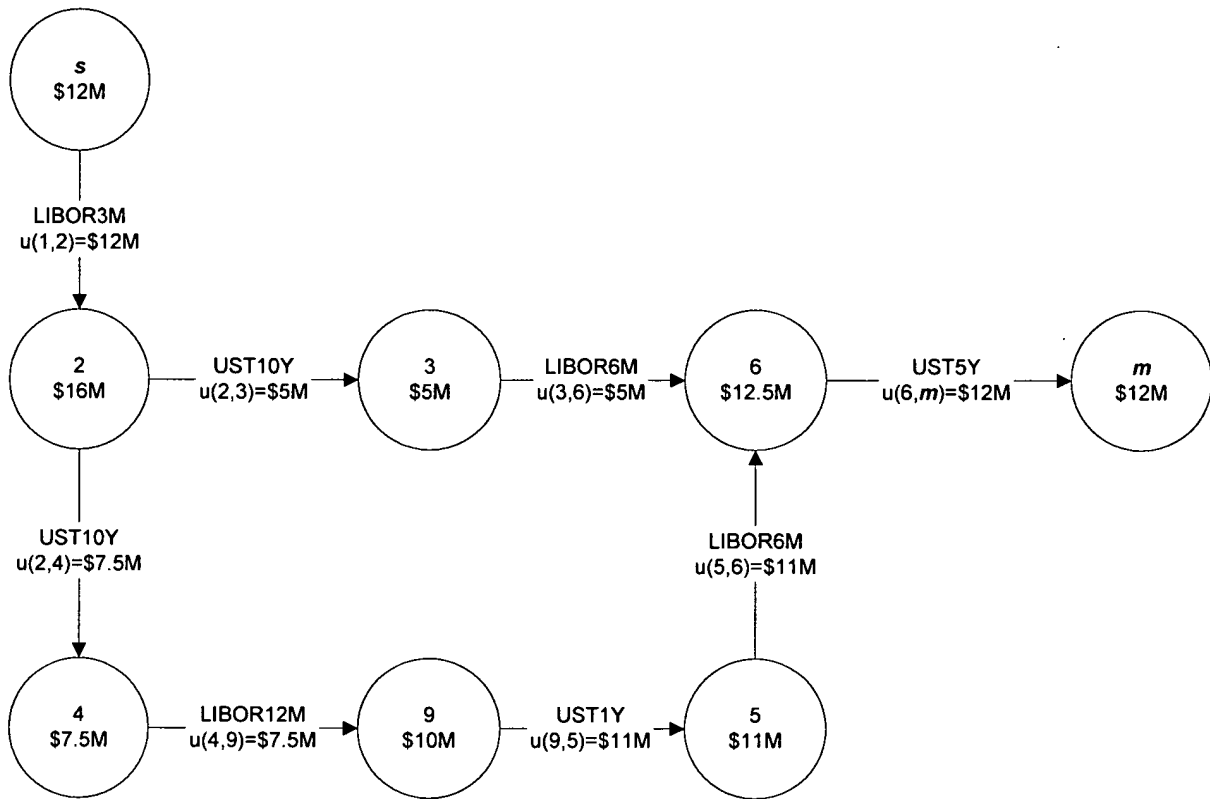 s
$12M
LIBOR3M
u(1,2)=$12M
2
$16M
UST10Y
u(2,3)=$5M
3
$5M
LIBOR6M
u(3,6)=$5M
6
$12.5M
UST5Y
u(6,m)=$12M
m
$12M
UST10Y
u(2,4)=$7.5M
LIBOR6M
u(5,6)=$11M
4
$7.5M
LIBOR12M
u(4,9)=$7.5M
9
$10M
UST1Y
u(9,5)=$11M
5
$11M